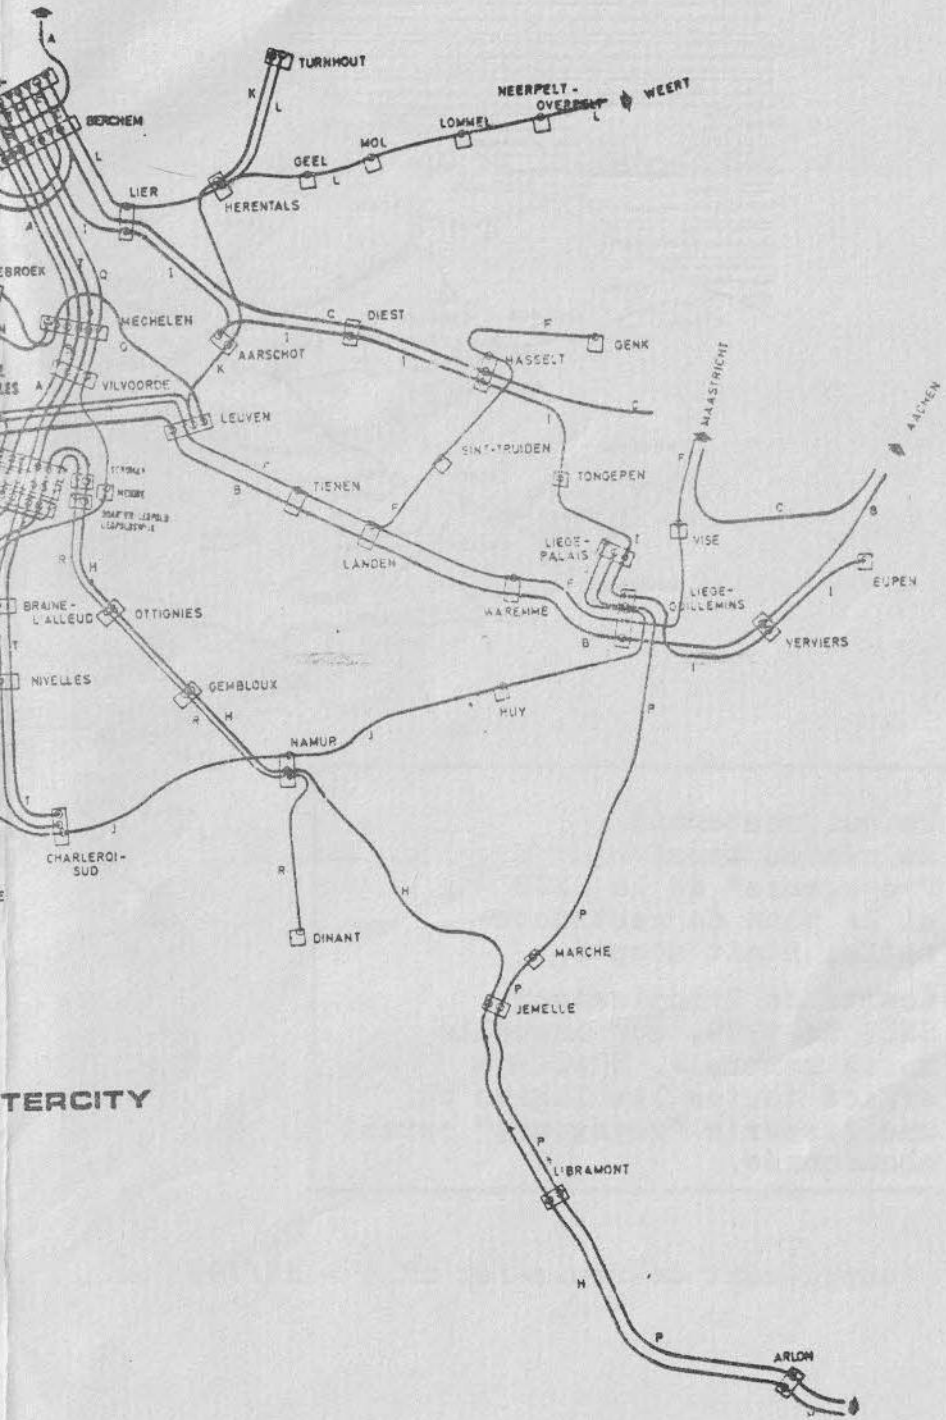 A
TURNHOUT
K
L
NEERPELT-
OVERPELT
WEERT
L
BERCHEM
LOMMEL
MOL
GEEL
L
L
LIER
HERENTALS
A
I
I
Q
EBROEK
I
C
DIEST
F
MECHELEN
GENK
Q
AARSCHOT
I
I
HASSELT
MAASTRICHT
K
LES
A
VILVOORDE
AACHEN
C
LEUVEN
I
SINT-TRUIDEN
F
TONGEPEN
TIENEN
B
F
C
B
LIEGE-
PALAIS
I
VISE
LANDEN
R
H
EUPEN
LIEGE-
GUILLEMINS
I
BRAINE-
L'ALLEUD
OTTIGNIES
WAREMME
B
VERVIERS
I
T
NIVELLES
GEMBLOUX
R
H
HUY
P
NAMUR
J
T
J
CHARLEROI-
SUD
R
H
E
DINANT
P
MARCHE
P
JEMELLE
TERCITY
P
LIBRAMONT
H
P
ARLON